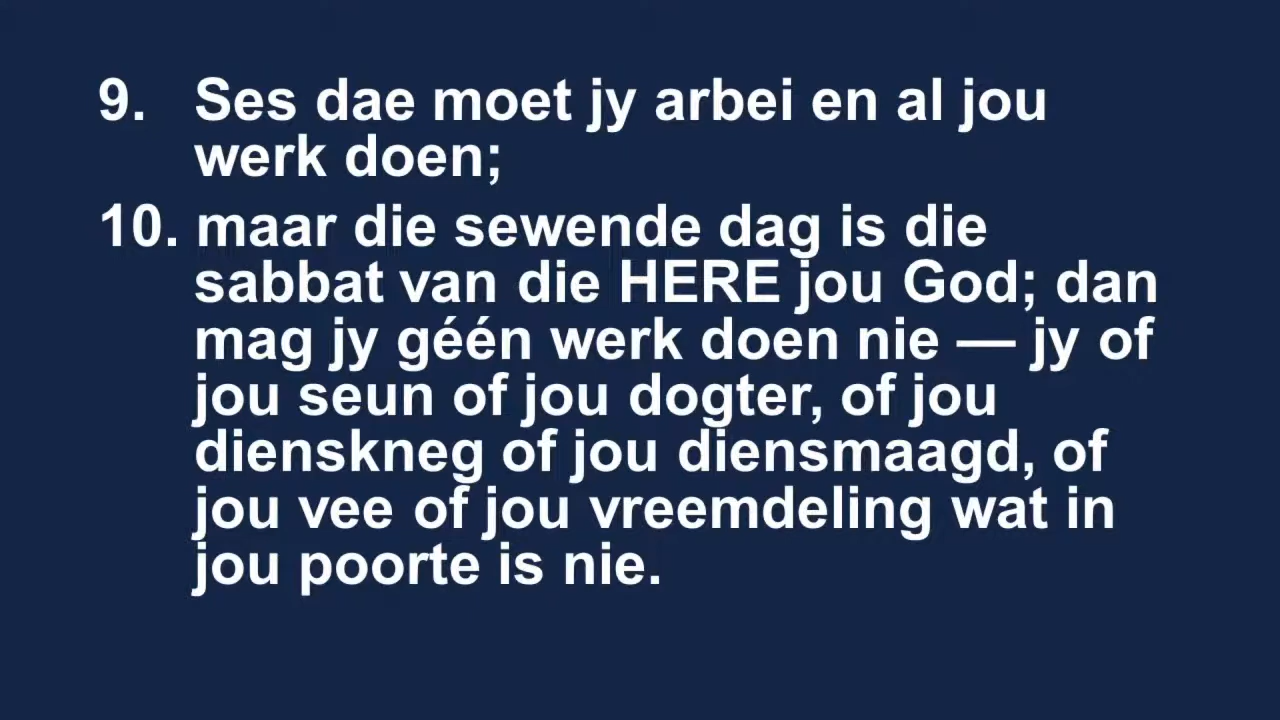 9. Ses dae moet jy arbei en al jou
werk doen;
10. maar die sewende dag is die
sabbat van die HERE jou God; dan
mag jy géén werk doen nie — jy of
jou seun of jou dogter, of jou
dienskneg of jou diensmaagd, of
jou vee of jou vreemdeling wat in
jou poorte is nie.